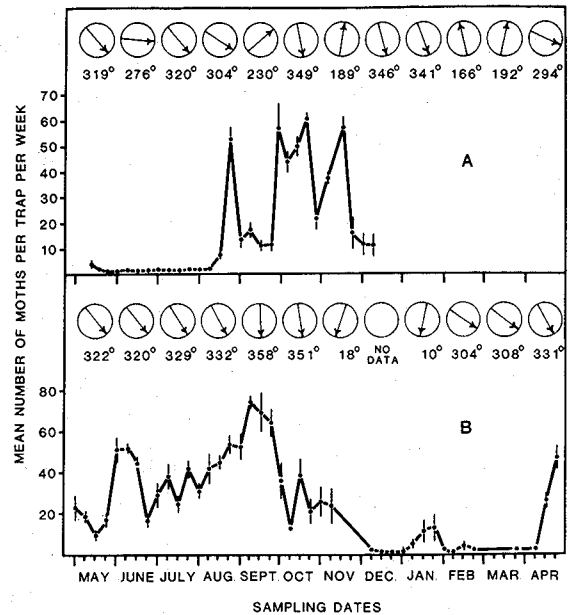 319° 276° 320° 304° 230° 349° 189° 346° 341° 166° 192° 294°
70
60
50
40
30
20
10
A
322° 320° 329° 332° 358° 351° 18° NO DATA 10° 304° 308° 331°
80
60
40
20
B
MEAN NUMBER OF MOTHS PER TRAP PER WEEK
MAY JUNE JULY AUG. SEPT. OCT NOV DEC. JAN. FEB MAR. APR
SAMPLING DATES